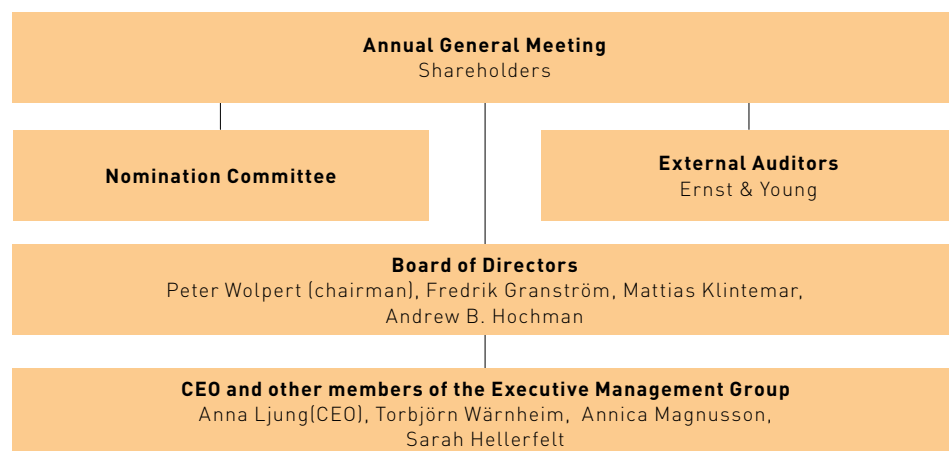 Annual General Meeting
Shareholders
Nomination Committee
External Auditors
Ernst & Young
Board of Directors
Peter Wolpert (chairman), Fredrik Granström, Mattias Klintemar,
Andrew B. Hochman
CEO and other members of the Executive Management Group
Anna Ljung(CEO), Torbjörn Wärnheim, Annica Magnusson,
Sarah Hellerfelt